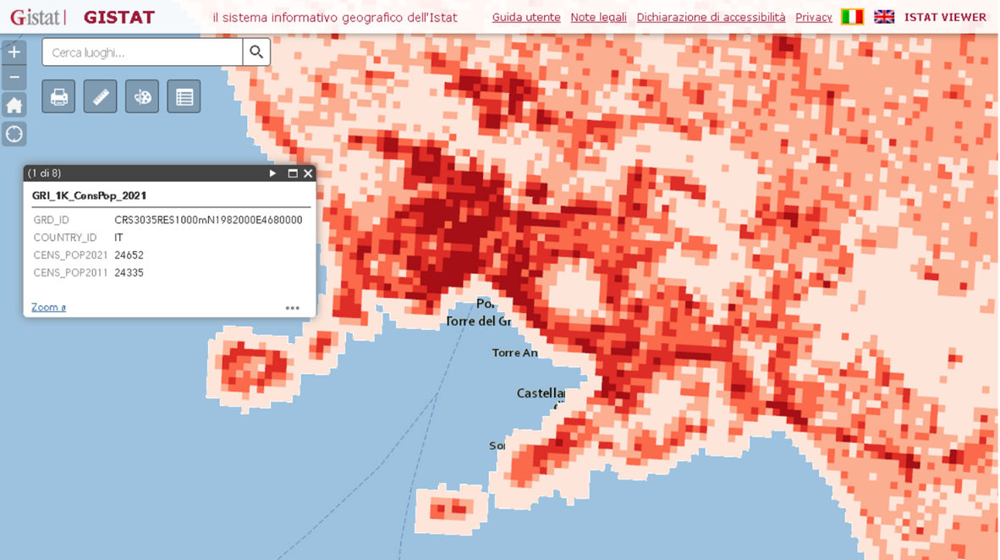 Gistat| GISTAT il sistema informativo geografico dell'Istat Guida utente Note legali Dichiarazione di accessibilità Privacy ISTAT VIEWER
+
Cerca luoghi...
−
(1 di 8)
GRI_1K_CensPop_2021
GRD_ID CRS3035RES1000mN1982000E4680000
COUNTRY_ID IT
CENS_POP2021 24652
CENS_POP2011 24335
Zoom a
Por
Torre del Gr
Torre An
Castella
di
Sor